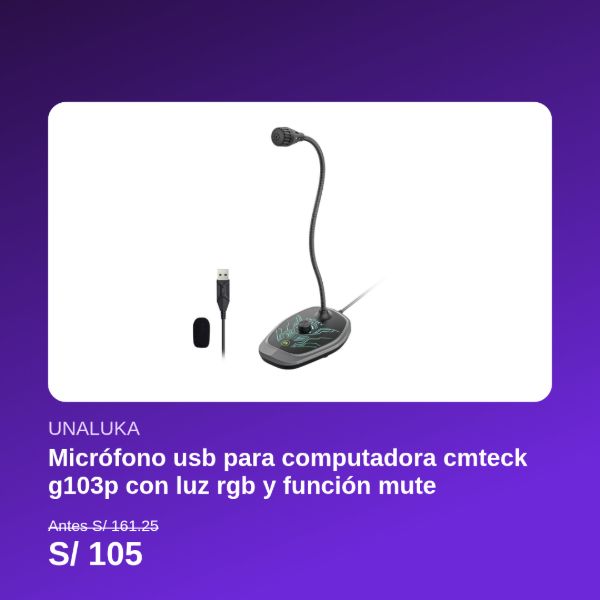 UNALUKA
Micrófono usb para computadora cmteck
g103p con luz rgb y función mute
Antes S/ 161.25
S/ 105